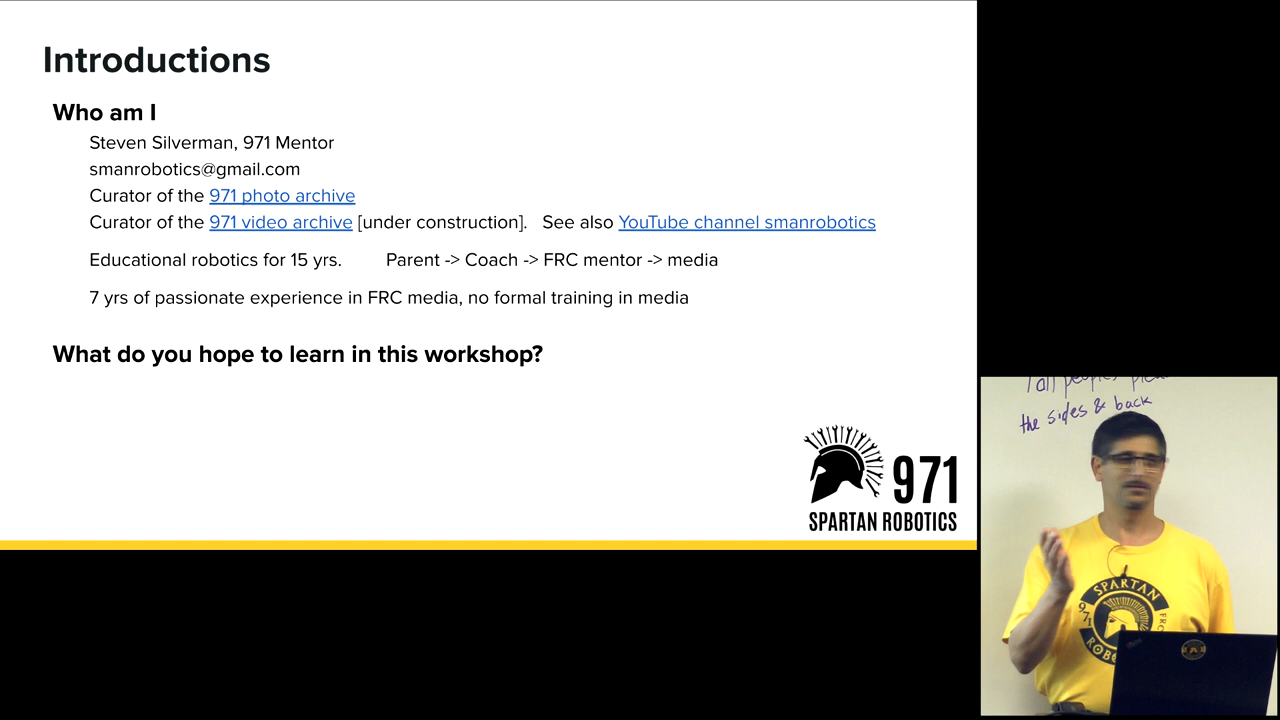 Introductions
Who am I
Steven Silverman, 971 Mentor
smanrobotics@gmail.com
Curator of the 971 photo archive
Curator of the 971 video archive [under construction]. See also YouTube channel smanrobotics
Educational robotics for 15 yrs. Parent -> Coach -> FRC mentor -> media
7 yrs of passionate experience in FRC media, no formal training in media
What do you hope to learn in this workshop?
971
SPARTAN ROBOTICS
the sides & back
SPARTAN
971
FRC